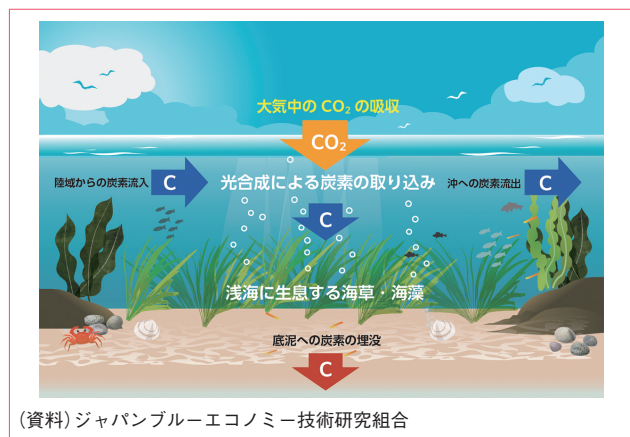 大気中の CO₂ の吸収
CO₂
陸域からの炭素流入
C
光合成による炭素の取り込み
沖への炭素流出
C
C
浅海に生息する海草・海藻
底泥への炭素の埋没
C
(資料)ジャパンブルーエコノミー技術研究組合